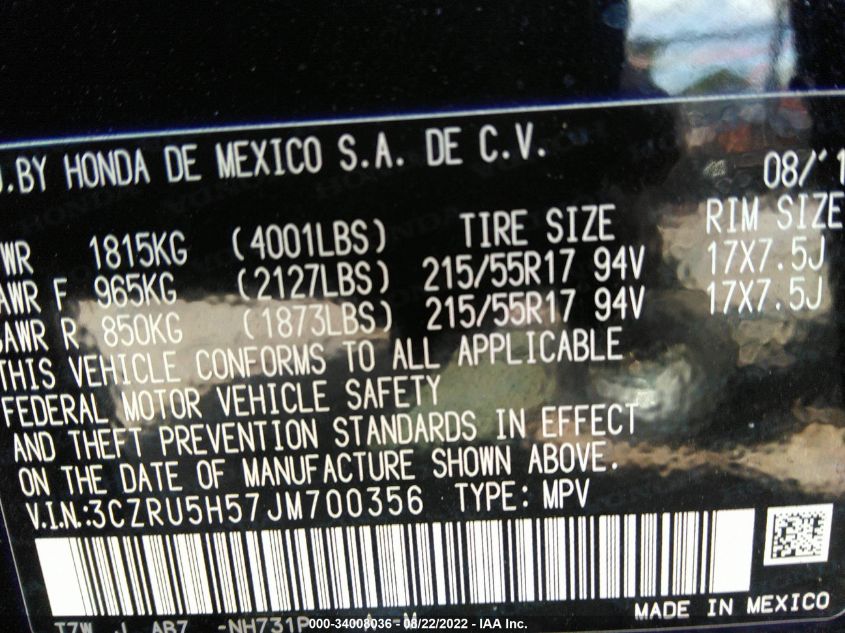 .BY HONDA DE MEXICO S.A. DE C.V. 08/'1
WR 1815KG (4001LBS) TIRE SIZE RIM SIZE
AWR F 965KG (2127LBS) 215/55R17 94V 17X7.5J
AWR R 850KG (1873LBS) 215/55R17 94V 17X7.5J
THIS VEHICLE CONFORMS TO ALL APPLICABLE
FEDERAL MOTOR VEHICLE SAFETY
AND THEFT PREVENTION STANDARDS IN EFFECT
ON THE DATE OF MANUFACTURE SHOWN ABOVE.
V.I.N.:3CZRU5H57JM700356 TYPE: MPV
MADE IN MEXICO
T7W J AB7 -NH731P A M
000-34008036 - 08/22/2022 - IAA Inc.